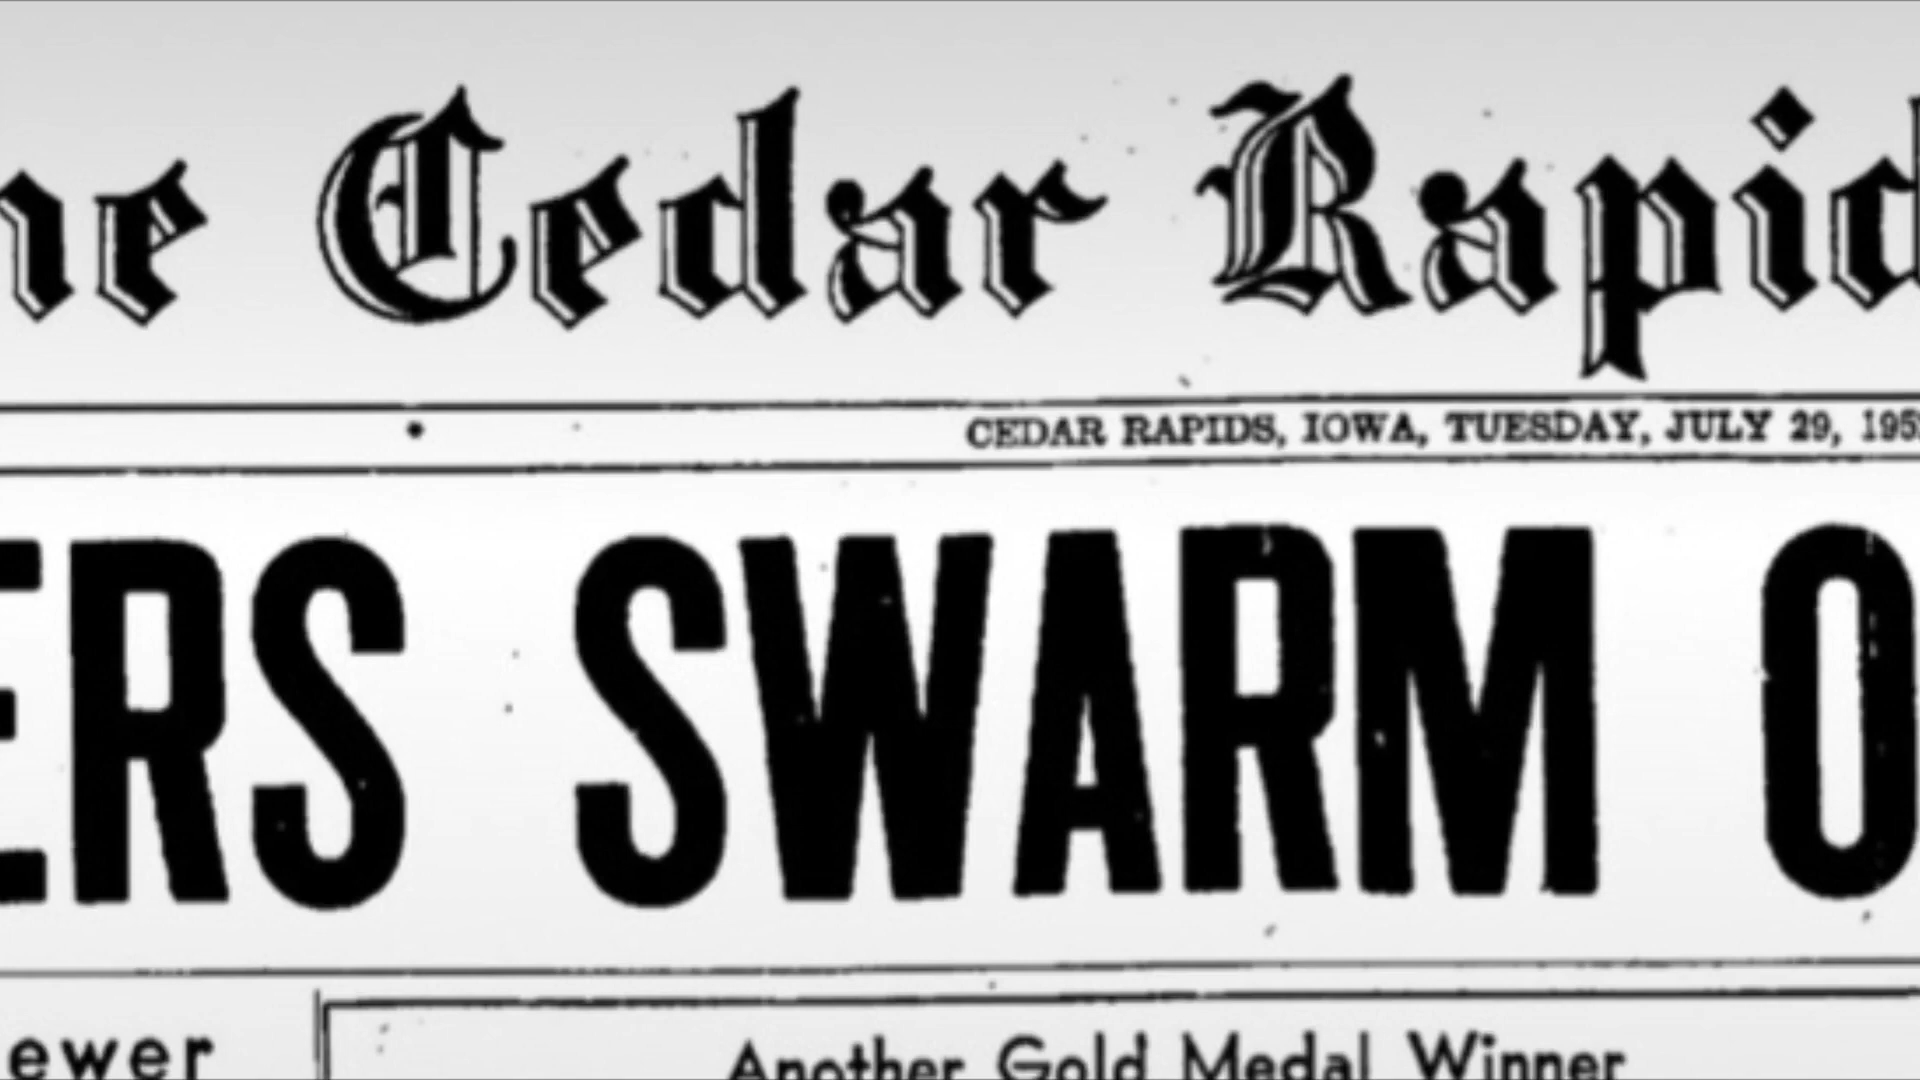 he Cedar Rapid
CEDAR RAPIDS, IOWA, TUESDAY, JULY 29, 195
ERS SWARM O
ewer
Another Gold Medal Winner